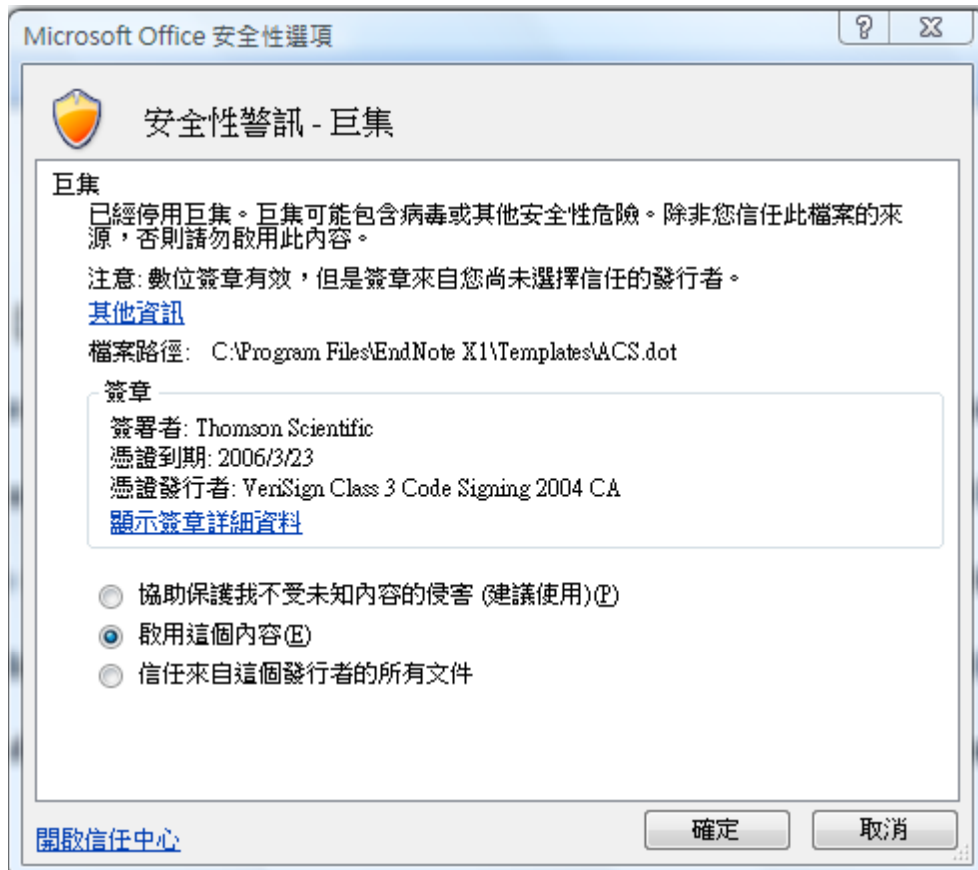 Microsoft Office 安全性選項
安全性警訊 - 巨集
巨集
已經停用巨集。巨集可能包含病毒或其他安全性危險。除非您信任此檔案的來
源，否則請勿啟用此內容。
注意: 數位簽章有效，但是簽章來自您尚未選擇信任的發行者。
其他資訊
檔案路徑: C:\Program Files\EndNote X1\Templates\ACS.dot
簽章
簽署者: Thomson Scientific
憑證到期: 2006/3/23
憑證發行者: VeriSign Class 3 Code Signing 2004 CA
顯示簽章詳細資料
協助保護我不受未知內容的侵害 (建議使用)(P)
啟用這個內容(E)
信任來自這個發行者的所有文件
開啟信任中心
確定
取消